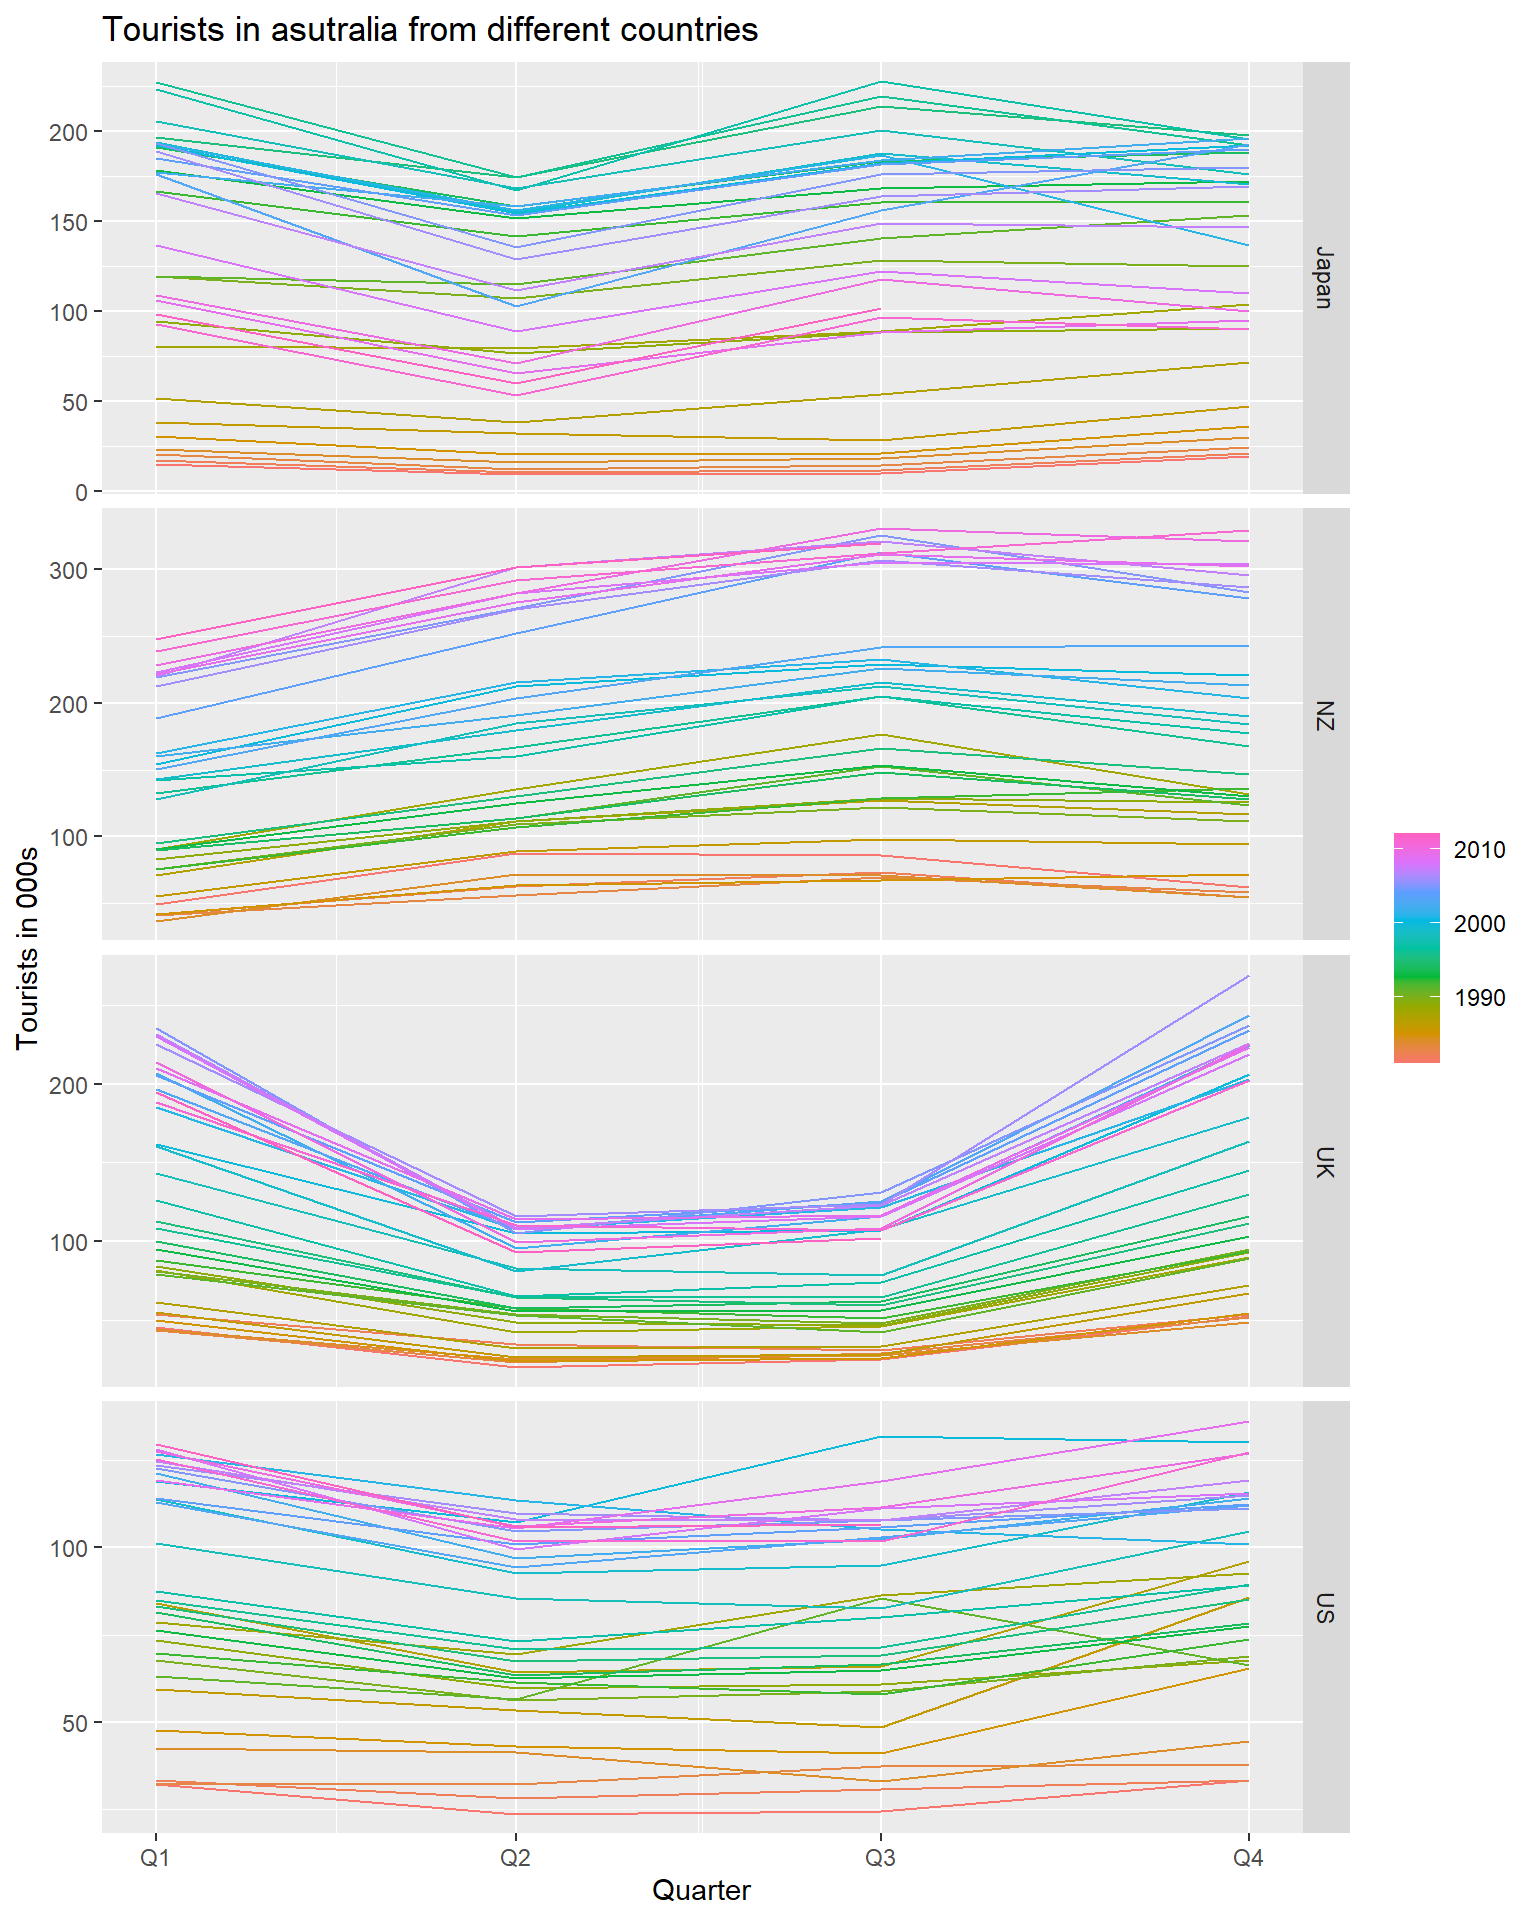 Tourists in asutralia from different countries
Tourists in 000s
200
150
100
50
0
Japan
300
200
100
NZ
200
100
UK
100
50
US
Q1
Q2
Q3
Q4
Quarter
2010
2000
1990